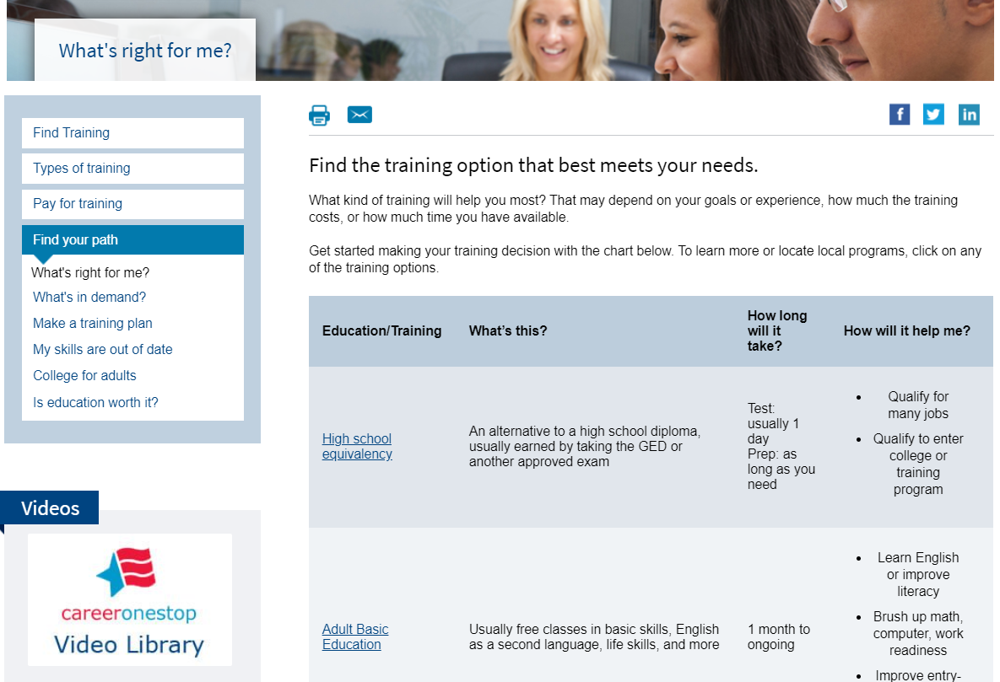 What's right for me?
Find Training
Types of training
Pay for training
Find your path
What's right for me?
What's in demand?
Make a training plan
My skills are out of date
College for adults
Is education worth it?
Videos
careeronestop
Video Library
f
in
Find the training option that best meets your needs.
What kind of training will help you most? That may depend on your goals or experience, how much the training
costs, or how much time you have available.
Get started making your training decision with the chart below. To learn more or locate local programs, click on any
of the training options.
Education/Training
What's this?
How long
will it
take?
How will it help me?
High school
equivalency
An alternative to a high school diploma,
usually earned by taking the GED or
another approved exam
Test:
usually 1
day
Prep: as
long as you
need
• Qualify for
many jobs
• Qualify to enter
college or
training
program
Adult Basic
Education
Usually free classes in basic skills, English
as a second language, life skills, and more
1 month to
ongoing
• Learn English
or improve
literacy
• Brush up math,
computer, work
readiness
• Improve entry-